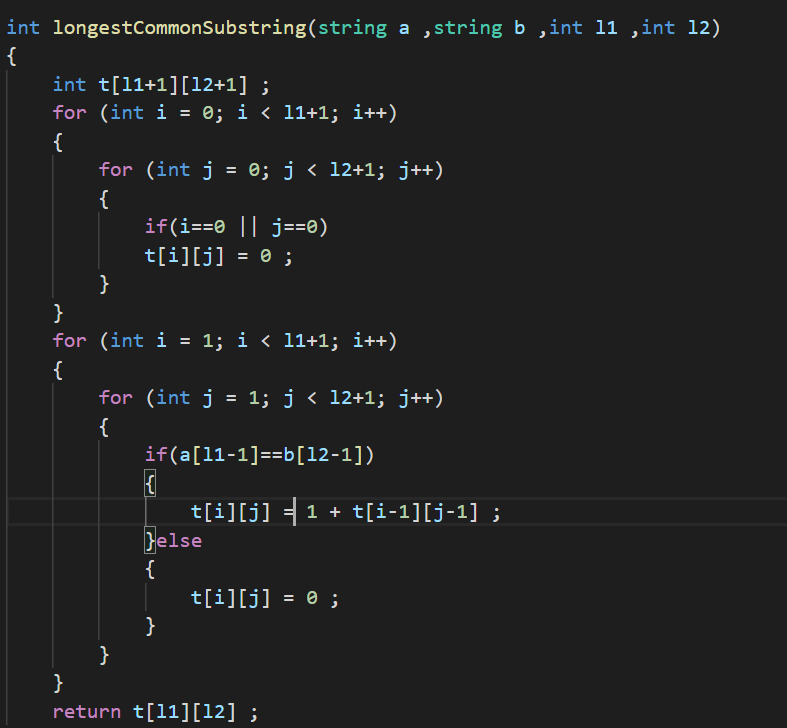 int longestCommonSubstring(string a ,string b ,int l1 ,int l2)
{
    int t[l1+1][l2+1] ;
    for (int i = 0; i < l1+1; i++)
    {
        for (int j = 0; j < l2+1; j++)
        {
            if(i==0 || j==0)
            t[i][j] = 0 ;
        }
    }
    for (int i = 1; i < l1+1; i++)
    {
        for (int j = 1; j < l2+1; j++)
        {
            if(a[l1-1]==b[l2-1])
            {
                t[i][j] = 1 + t[i-1][j-1] ;
            }else
            {
                t[i][j] = 0 ;
            }
        }
    }
    return t[l1][l2] ;